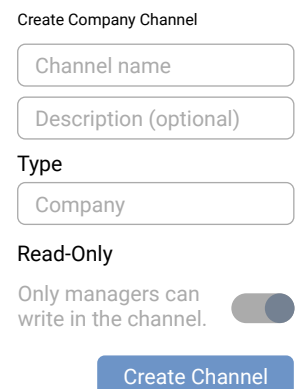 Create Company Channel
Channel name
Description (optional)
Type
Company
Read-Only
Only managers can
write in the channel.
Create Channel